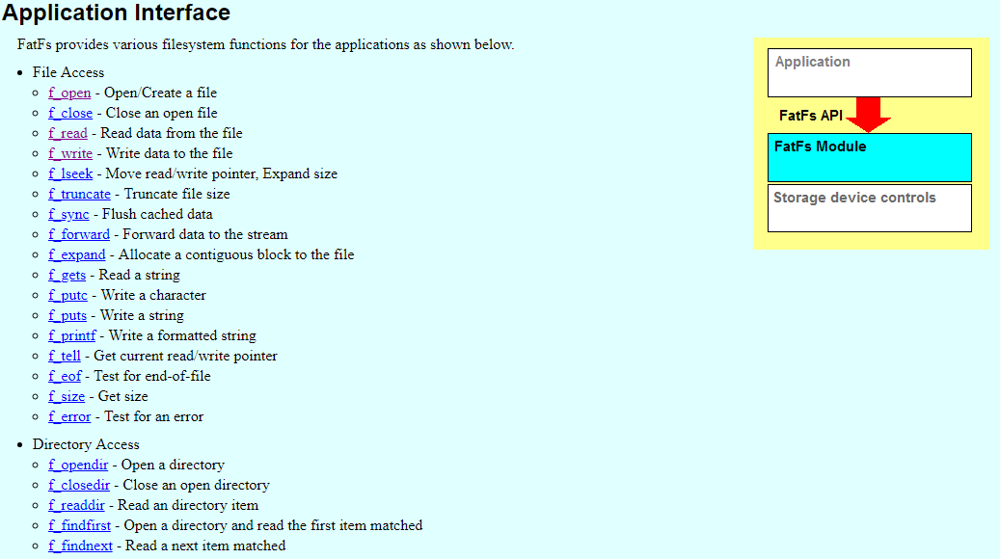 Application Interface
FatFs provides various filesystem functions for the applications as shown below.
File Access
f_open - Open/Create a file
f_close - Close an open file
f_read - Read data from the file
f_write - Write data to the file
f_lseek - Move read/write pointer, Expand size
f_truncate - Truncate file size
f_sync - Flush cached data
f_forward - Forward data to the stream
f_expand - Allocate a contiguous block to the file
f_gets - Read a string
f_putc - Write a character
f_puts - Write a string
f_printf - Write a formatted string
f_tell - Get current read/write pointer
f_eof - Test for end-of-file
f_size - Get size
f_error - Test for an error
Directory Access
f_opendir - Open a directory
f_closedir - Close an open directory
f_readdir - Read an directory item
f_findfirst - Open a directory and read the first item matched
f_findnext - Read a next item matched
Application
FatFs API
FatFs Module
Storage device controls